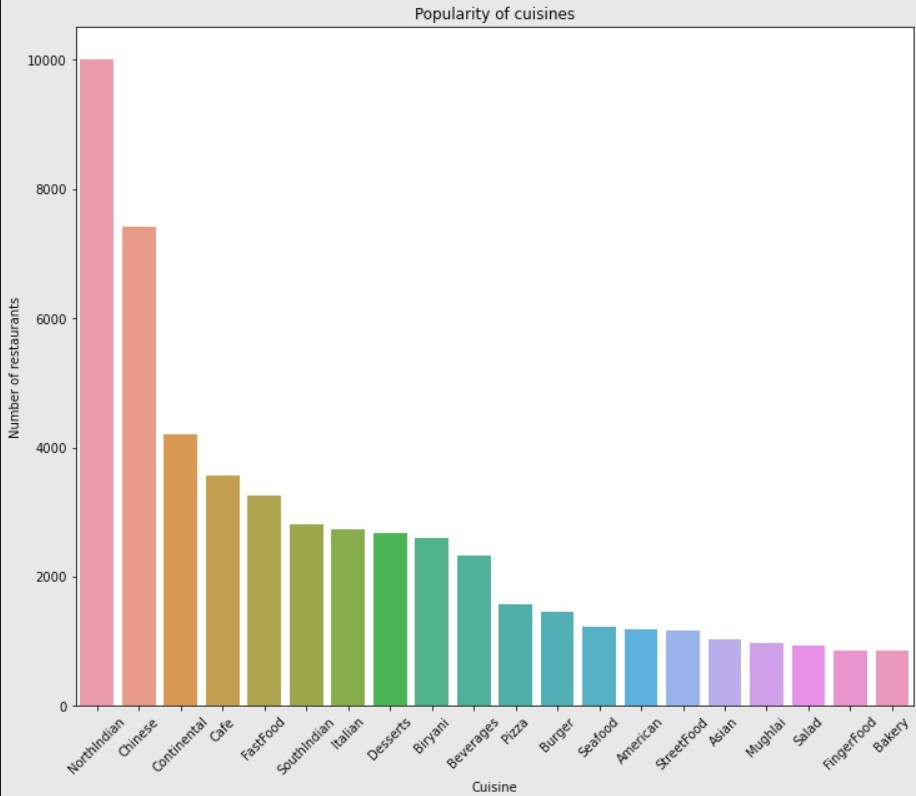 Popularity of cuisines
Number of restaurants
10000
8000
6000
4000
2000
0
NorthIndian
Chinese
Continental
Cafe
FastFood
SouthIndian
Italian
Desserts
Biryani
Beverages
Pizza
Burger
Seafood
American
StreetFood
Asian
Mughlai
Salad
FingerFood
Bakery
Cuisine